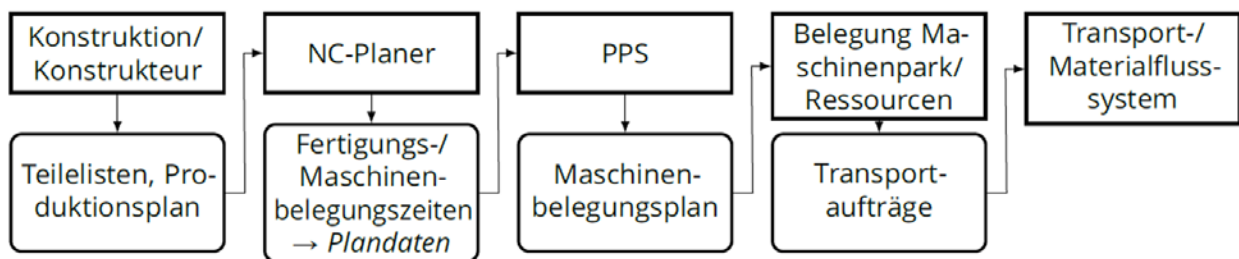 Konstruktion/
Konstrukteur
Teilelisten, Pro-
duktionsplan
NC-Planer
Fertigungs-/
Maschinen-
belegungszeiten
→ Plandaten
PPS
Maschinen-
belegungsplan
Belegung Ma-
schinenpark/
Ressourcen
Transport-
aufträge
Transport-/
Materialfluss-
system